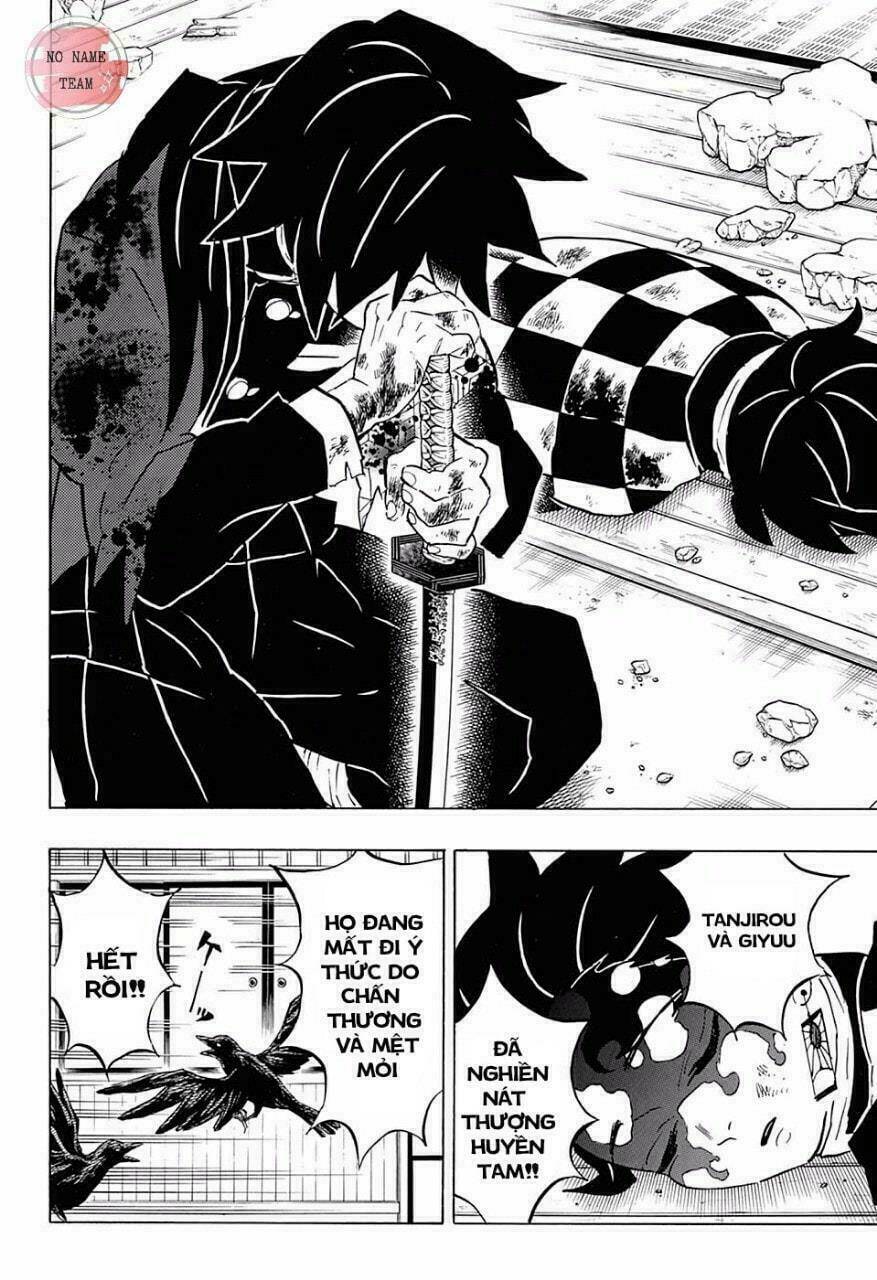 NO NAME
TEAM
TANJIROU
VÀ GIYUU
ĐÃ
NGHIỀN
NÁT
THƯỢNG
HUYỀN
TAM!!
HỌ ĐANG
MẤT ĐI Ý
THỨC DO
CHẤN
THƯƠNG
VÀ MỆT
MỎI
HẾT
RỒI!!